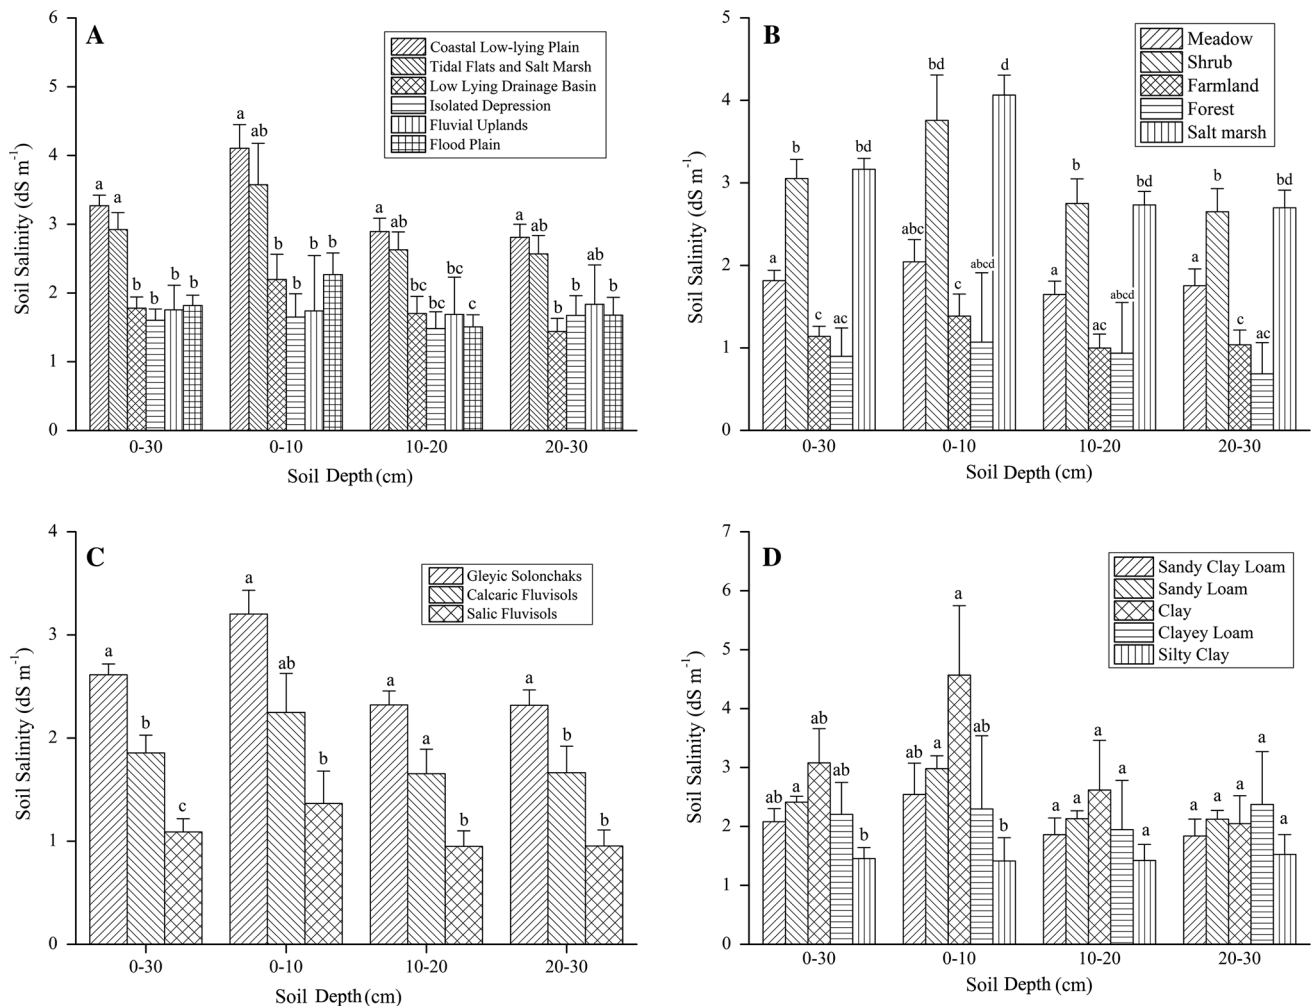 A
Coastal Low-lying Plain
Tidal Flats and Salt Marsh
Low Lying Drainage Basin
Isolated Depression
Fluvial Uplands
Flood Plain
Soil Salinity (dS m-1)
6
5
4
3
2
1
0
a a b b b b
a ab b b b b
a ab bc bc bc c
a ab b b ab b
0-30 0-10 10-20 20-30
Soil Depth (cm)
B
Meadow
Shrub
Farmland
Forest
Salt marsh
Soil Salinity (dS m-1)
5
4
3
2
1
0
a b c ac bd
abc bd c abcd d
a b ac abcd bd
a b c ac bd
0-30 0-10 10-20 20-30
Soil Depth (cm)
C
Gleyic Solonchaks
Calcaric Fluvisols
Salic Fluvisols
Soil Salinity (dS m-1)
4
3
2
1
0
a b c
a ab b
a a b
a b b
0-30 0-10 10-20 20-30
Soil Depth (cm)
D
Sandy Clay Loam
Sandy Loam
Clay
Clayey Loam
Silty Clay
Soil Salinity (dS m-1)
7
6
5
4
3
2
1
0
ab a ab ab b
ab a a ab b
a a a a a
a a a a a
0-30 0-10 10-20 20-30
Soil Depth (cm)